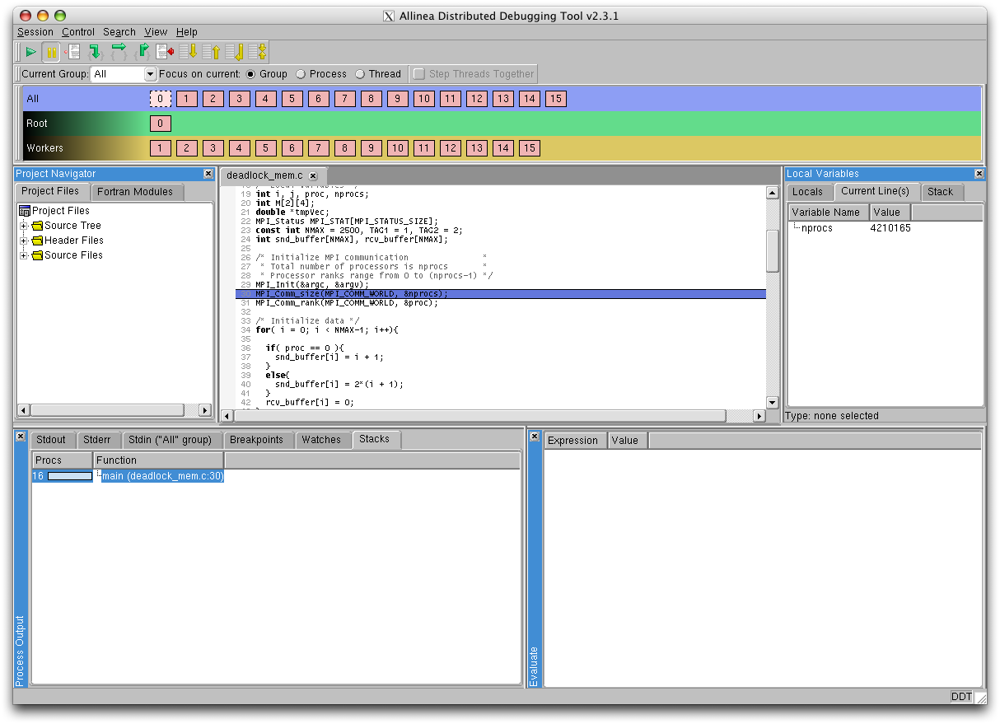 Allinea Distributed Debugging Tool v2.3.1
Session Control Search View Help
Current Group: All Focus on current: Group Process Thread Step Threads Together
All 0 1 2 3 4 5 6 7 8 9 10 11 12 13 14 15
Root 0
Workers 1 2 3 4 5 6 7 8 9 10 11 12 13 14 15
Project Navigator
Project Files Fortran Modules
Project Files
Source Tree
Header Files
Source Files
deadlock_mem.c
19 int i, j, proc, nprocs;
20 int M[2][4];
21 double *tmpVec;
22 MPI_Status MPI_STAT[MPI_STATUS_SIZE];
23 const int NMAX = 2500, TAG1 = 1, TAG2 = 2;
24 int snd_buffer[NMAX], rcv_buffer[NMAX];
25
26 /* Initialize MPI communication *
27 * Total number of processors is nprocs *
28 * Processor ranks range from 0 to (nprocs-1) */
29 MPI_Init(&argc, &argv);
30 MPI_Comm_size(MPI_COMM_WORLD, &nprocs);
31 MPI_Comm_rank(MPI_COMM_WORLD, &proc);
32
33 /* Initialize data */
34 for( i = 0; i < NMAX-1; i++){
35
36 if( proc == 0 ){
37 snd_buffer[i] = i + 1;
38 }
39 else{
40 snd_buffer[i] = 2*(i + 1);
41 }
42 rcv_buffer[i] = 0;
Local Variables
Locals Current Line(s) Stack
Variable Name Value
nprocs 4210165
Type: none selected
Stdout Stderr Stdin ("All" group) Breakpoints Watches Stacks
Procs Function
16 main (deadlock_mem.c:30)
Process Output
Expression Value
Evaluate
DDT